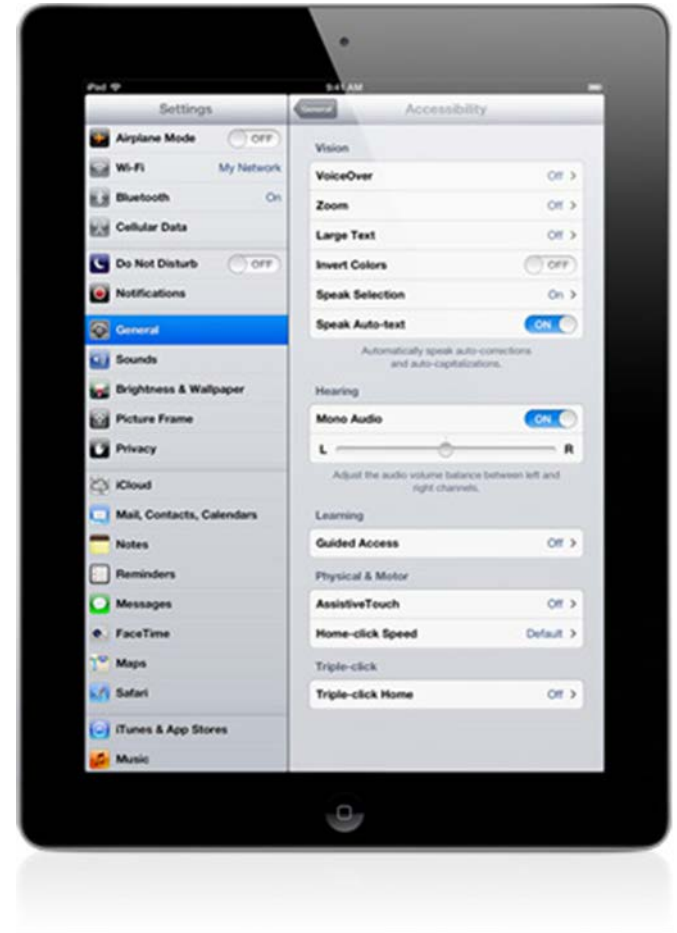 iPad
9:41 AM
Settings
Airplane Mode OFF
Wi-Fi My Network
Bluetooth On
Cellular Data
Do Not Disturb OFF
Notifications
General
Sounds
Brightness & Wallpaper
Picture Frame
Privacy
iCloud
Mail, Contacts, Calendars
Notes
Reminders
Messages
FaceTime
Maps
Safari
iTunes & App Stores
Music
General
Accessibility
Vision
VoiceOver Off
Zoom Off
Large Text Off
Invert Colors OFF
Speak Selection On
Speak Auto-text ON
Automatically speak auto-corrections
and auto-capitalizations.
Hearing
Mono Audio ON
L R
Adjust the audio volume balance between left and
right channels.
Learning
Guided Access Off
Physical & Motor
AssistiveTouch Off
Home-click Speed Default
Triple-click
Triple-click Home Off